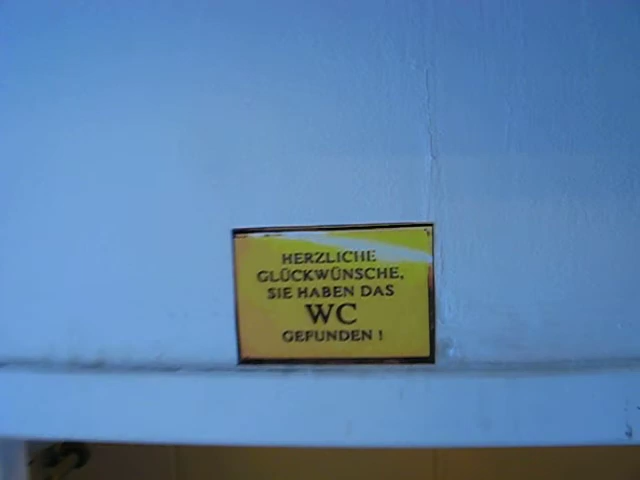 HERZLICHE
GLÜCKWÜNSCHE,
SIE HABEN DAS
WC
GEFUNDEN !